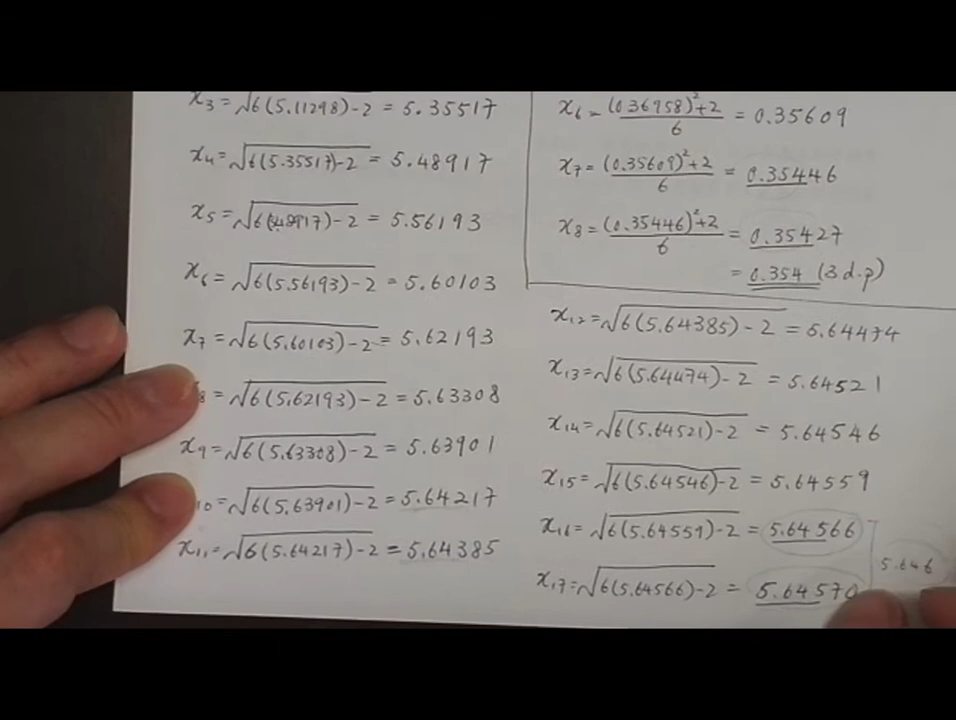 x₃ = √6(5.11298)-2 = 5.35517
x₄ = √6(5.35517)-2 = 5.48917
x₅ = √6(5.48917)-2 = 5.56193
x₆ = √6(5.56193)-2 = 5.60103
x₇ = √6(5.60103)-2 = 5.62193
8 = √6(5.62193)-2 = 5.63308
x₉ = √6(5.63308)-2 = 5.63901
10 = √6(5.63901)-2 = 5.64217
x₁₁ = √6(5.64217)-2 = 5.64385
x₆ = (0.36958)²+2 / 6 = 0.35609
x₇ = (0.35609)²+2 / 6 = 0.35446
x₈ = (0.35446)²+2 / 6 = 0.35427
= 0.354 (3 d.p)
x₁₂ = √6(5.64385)-2 = 5.64474
x₁₃ = √6(5.64474)-2 = 5.64521
x₁₄ = √6(5.64521)-2 = 5.64546
x₁₅ = √6(5.64546)-2 = 5.64559
x₁₆ = √6(5.64559)-2 = 5.64566
x₁₇ = √6(5.64566)-2 = 5.64570
5.646